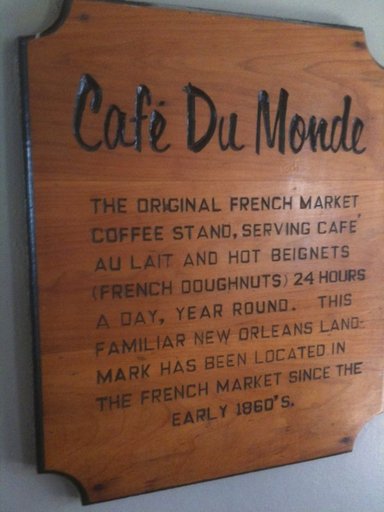 Café Du Monde
THE ORIGINAL FRENCH MARKET
COFFEE STAND, SERVING CAFÉ
AU LAIT AND HOT BEIGNETS
(FRENCH DOUGHNUTS) 24 HOURS
A DAY, YEAR ROUND. THIS
FAMILIAR NEW ORLEANS LAND-
MARK HAS BEEN LOCATED IN
THE FRENCH MARKET SINCE THE
EARLY 1860'S.